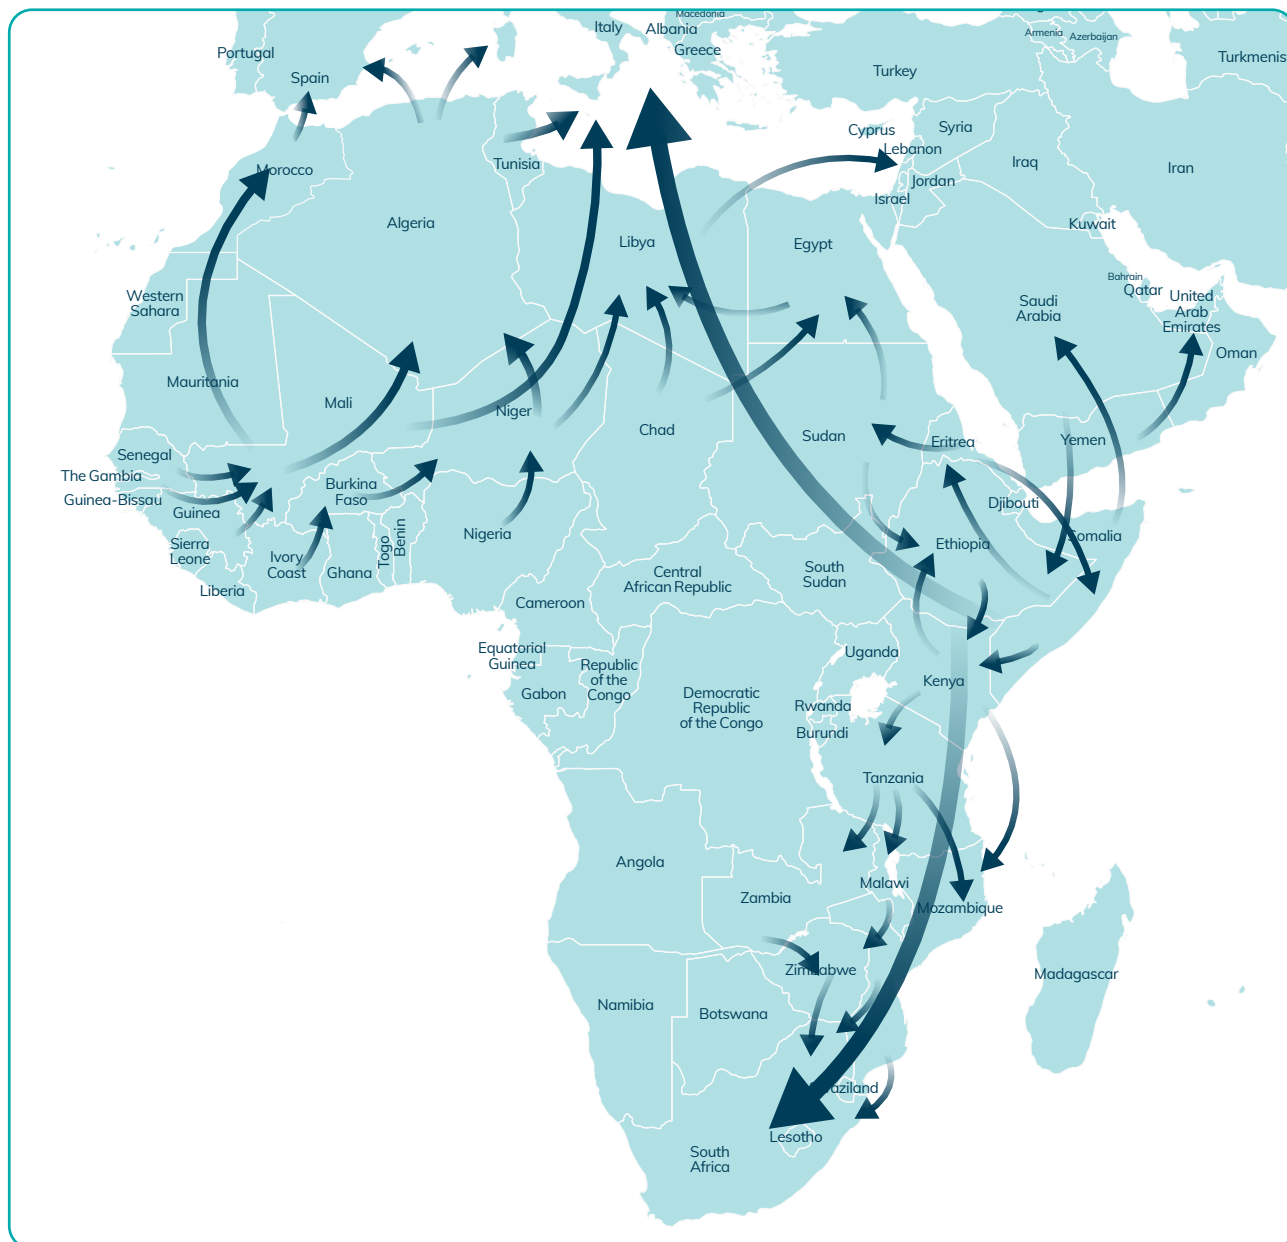 Macedonia
Italy
Albania
Armenia
Azerbaijan
Portugal
Greece
Turkmenis
Spain
Turkey
Cyprus
Syria
Lebanon
Morocco
Tunisia
Iraq
Iran
Jordan
Israel
Algeria
Kuwait
Libya
Egypt
Bahrain
Qatar
Western
Sahara
Saudi
Arabia
United
Arab
Emirates
Oman
Mauritania
Mali
Niger
Chad
Sudan
Eritrea
Yemen
Senegal
The Gambia
Guinea-Bissau
Guinea
Burkina
Faso
Djibouti
Sierra
Leone
Ivory
Coast
Ghana
Togo
Benin
Nigeria
Ethiopia
Somalia
Liberia
Central
African Republic
South
Sudan
Cameroon
Equatorial
Guinea
Gabon
Republic
of the
Congo
Democratic
Republic
of the Congo
Uganda
Kenya
Rwanda
Burundi
Tanzania
Angola
Zambia
Malawi
Mozambique
Zimbabwe
Madagascar
Namibia
Botswana
Lesotho
South
Africa